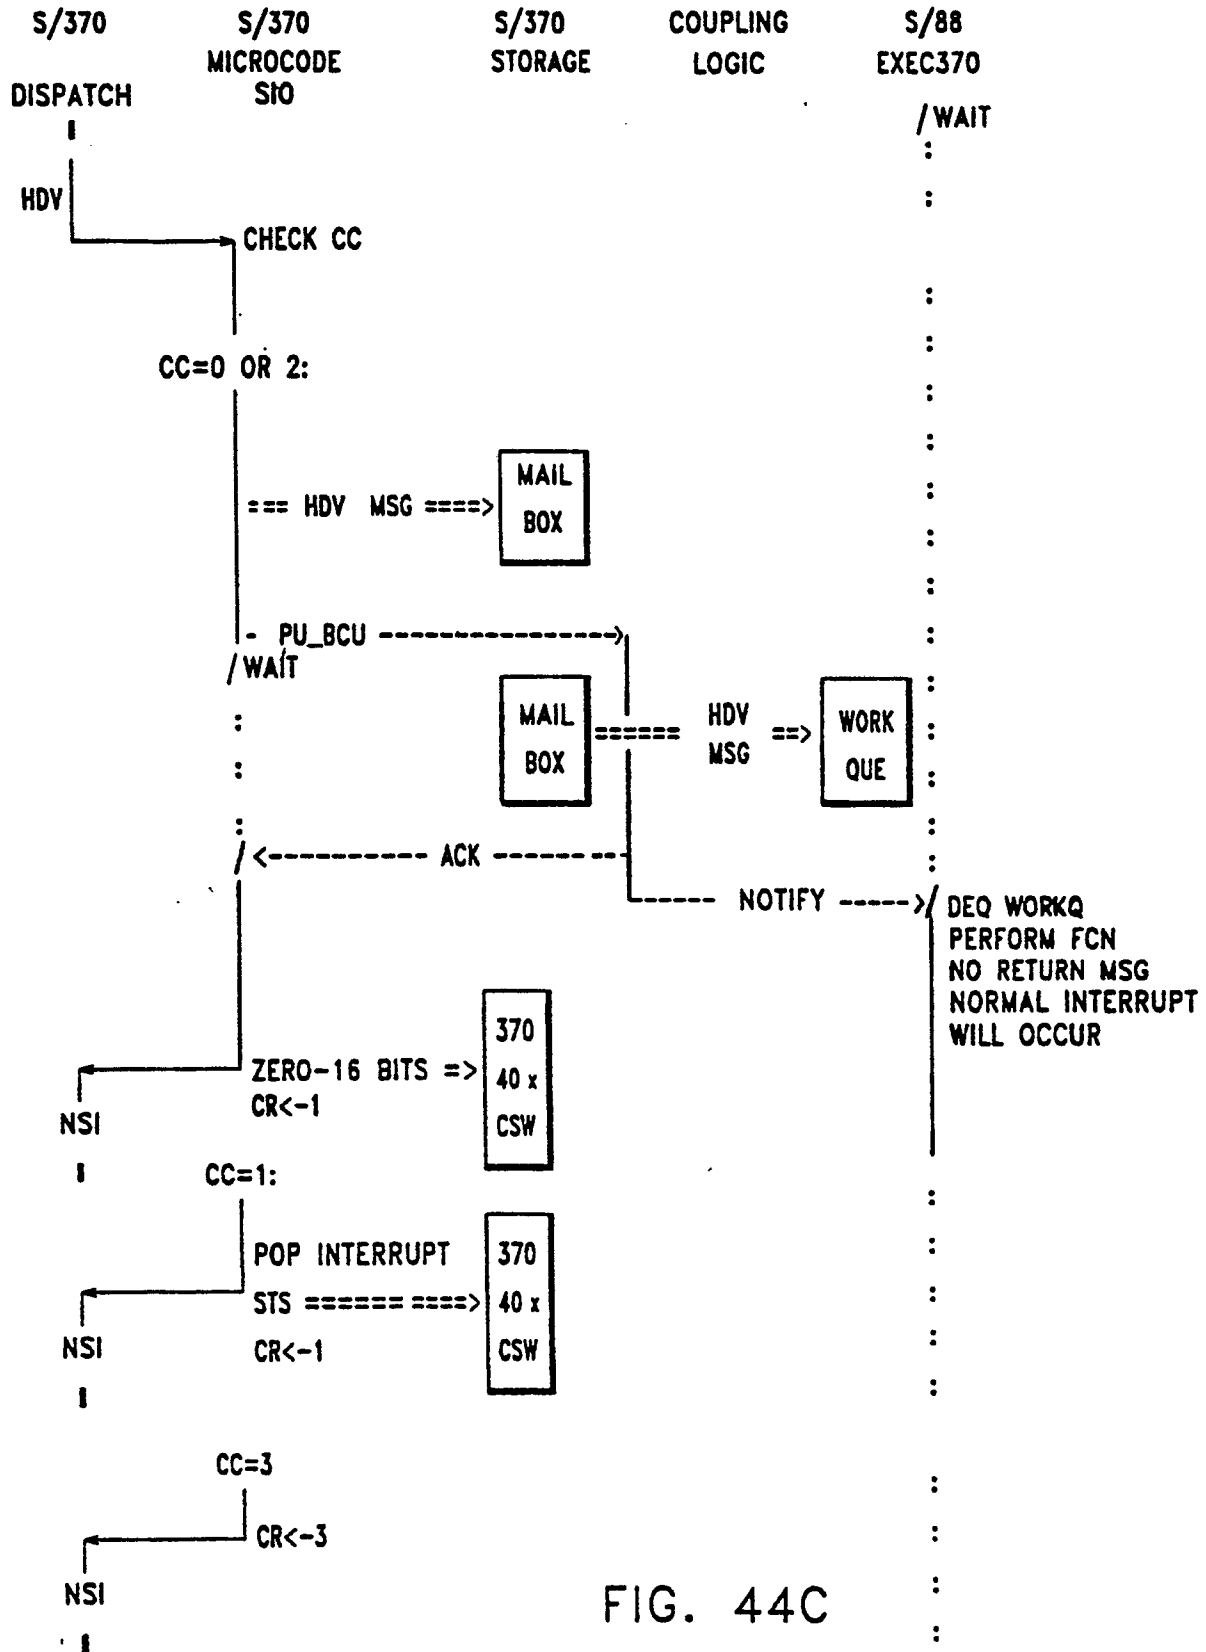 S/370 S/370 S/370 COUPLING S/88
MICROCODE STORAGE LOGIC EXEC370
DISPATCH SIO
/WAIT
HDV
CHECK CC
CC=0 OR 2:
MAIL
=== HDV MSG ====>
BOX
- PU_BCU --------------->
/WAIT
MAIL ====== HDV ==> WORK
BOX MSG QUE
/<---------- ACK ---------
----- NOTIFY ----->/ DEQ WORKQ
PERFORM FCN
NO RETURN MSG
NORMAL INTERRUPT
WILL OCCUR
370
ZERO-16 BITS => 40 x
CR<-1
NSI CSW
CC=1:
POP INTERRUPT 370
STS ========== > 40 x
NSI CR<-1 CSW
CC=3
CR<-3
NSI
FIG. 44C